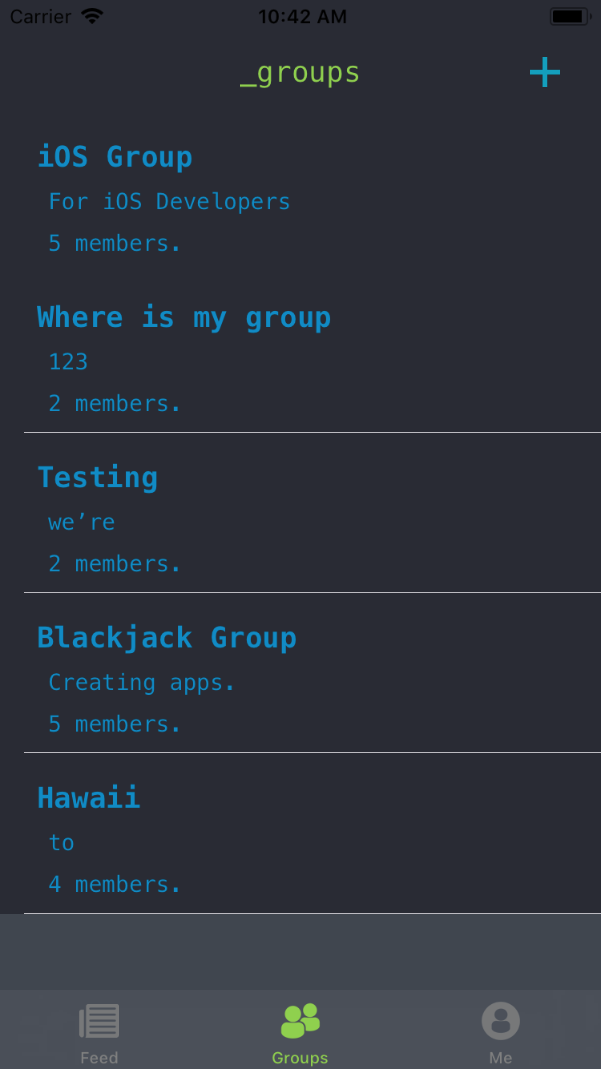 Carrier 10:42 AM
_groups
iOS Group
For iOS Developers
5 members.
Where is my group
123
2 members.
Testing
we’re
2 members.
Blackjack Group
Creating apps.
5 members.
Hawaii
to
4 members.
Feed Groups Me